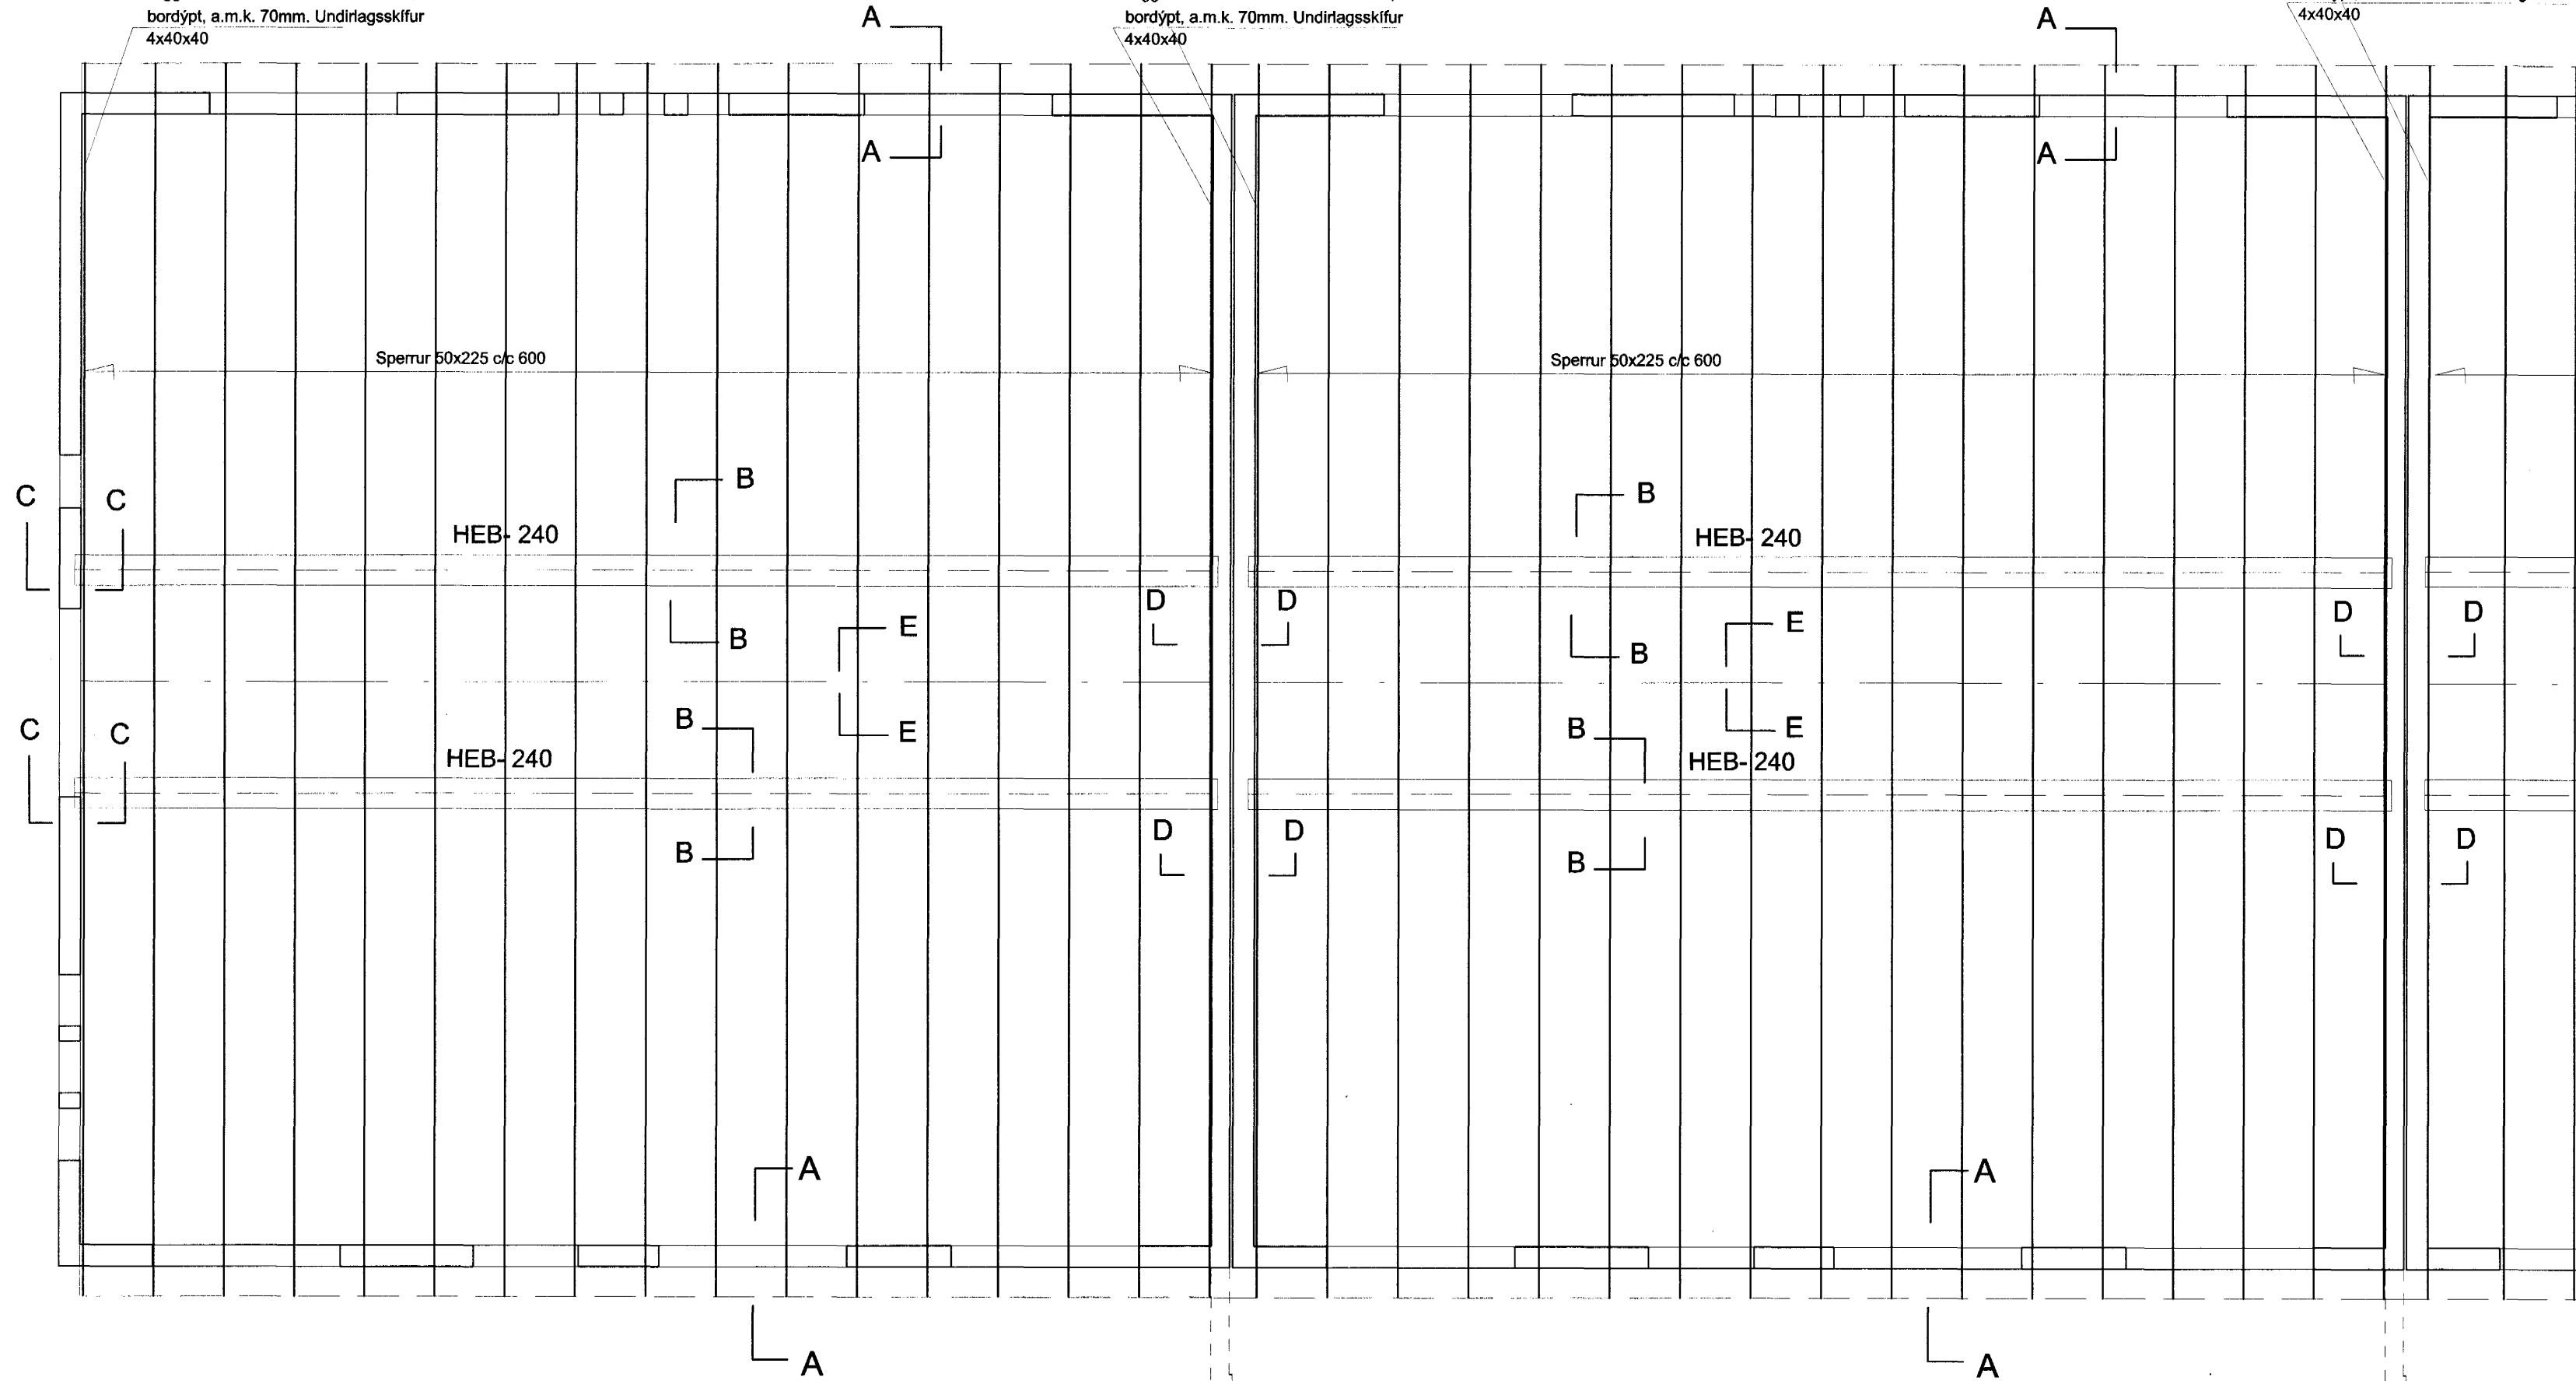 bordýpt, a.m.k. 70mm. Undirlagsskífur
4x40x40
bordýpt, a.m.k. 70mm. Undirlagsskífur
4x40x40
4x40x40
A
A
A
A
Sperrur 50x225 c/c 600
Sperrur 50x225 c/c 600
C
C
B
B
HEB- 240
HEB- 240
D
D
D
D
B
E
B
E
C
C
B
E
B
E
HEB- 240
HEB- 240
D
D
D
D
B
B
A
A
A
A